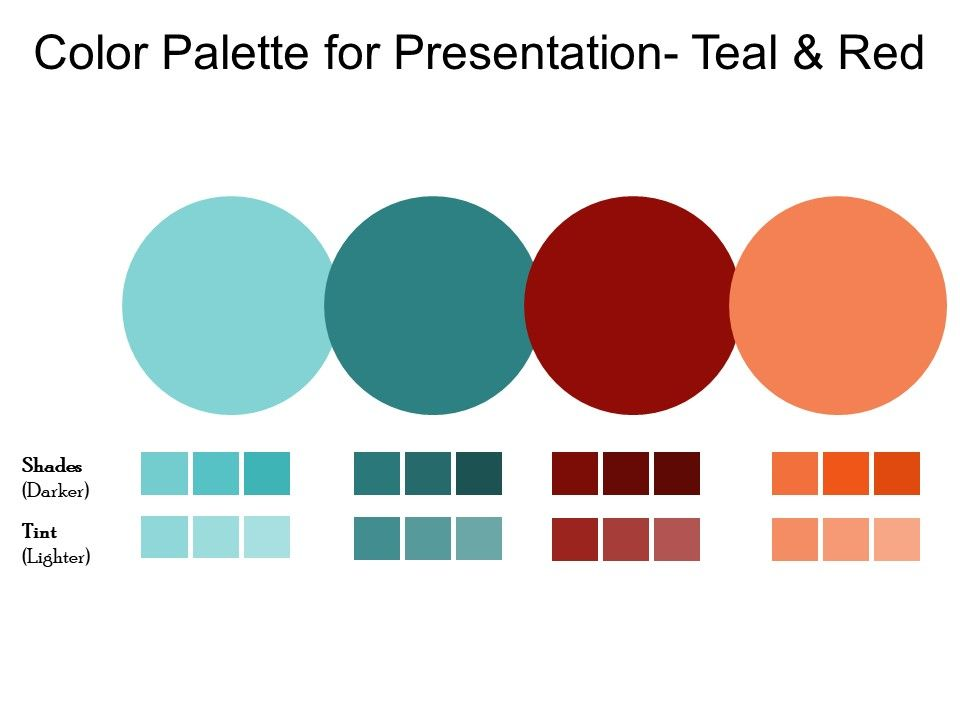 Color Palette for Presentation- Teal & Red
Shades
(Darker)
Tint
(Lighter)